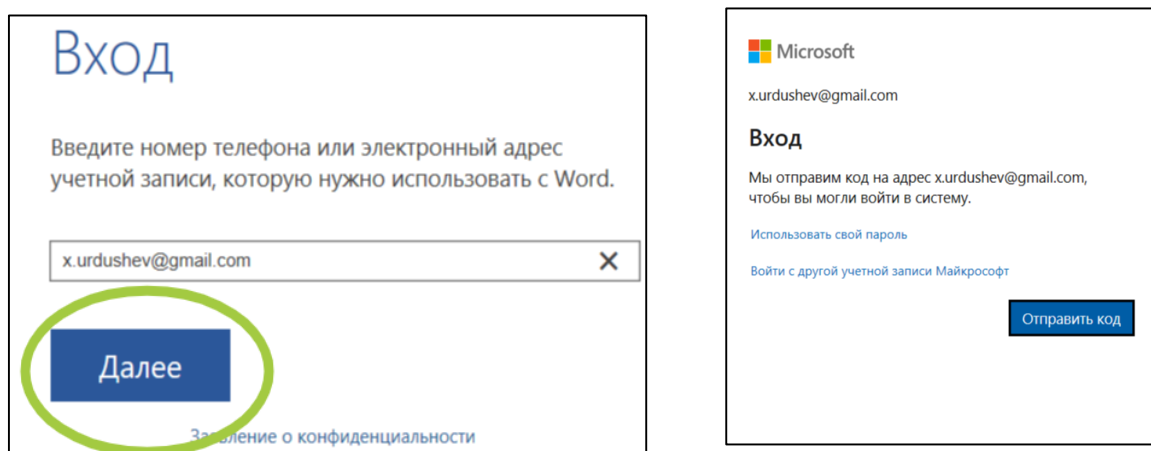 Вход
Введите номер телефона или электронный адрес
учетной записи, которую нужно использовать с Word.
x.urdushev@gmail.com
Далее
Заявление о конфиденциальности
Microsoft
x.urdushev@gmail.com
Вход
Мы отправим код на адрес x.urdushev@gmail.com,
чтобы вы могли войти в систему.
Использовать свой пароль
Войти с другой учетной записи Майкрософт
Отправить код